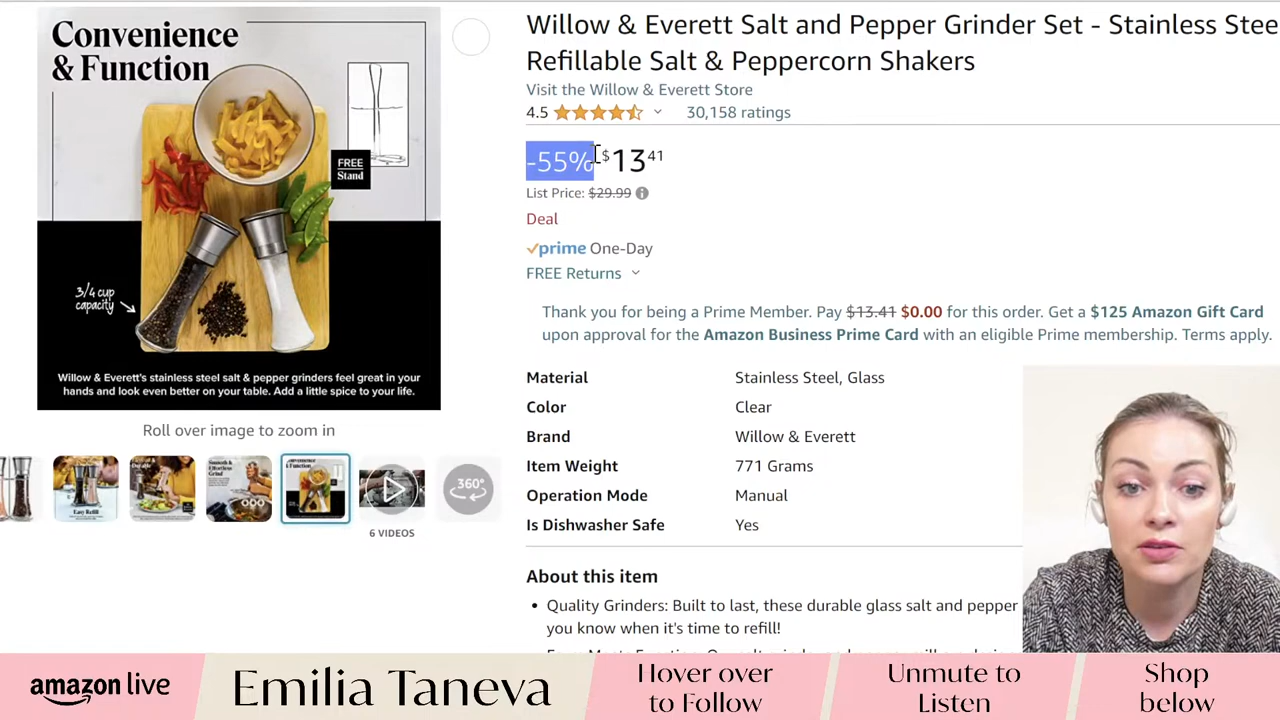 Convenience
& Function
FREE
Stand
3/4 cup
capacity
Willow & Everett's stainless steel salt & pepper grinders feel great in your
hands and look even better on your table. Add a little spice to your life.
Roll over image to zoom in
Easy Refill
360°
6 VIDEOS
Willow & Everett Salt and Pepper Grinder Set - Stainless Stee
Refillable Salt & Peppercorn Shakers
Visit the Willow & Everett Store
4.5 30,158 ratings
-55% $13 41
List Price: $29.99
Deal
prime One-Day
FREE Returns
Thank you for being a Prime Member. Pay $13.41 $0.00 for this order. Get a $125 Amazon Gift Card
upon approval for the Amazon Business Prime Card with an eligible Prime membership. Terms apply.
Material Stainless Steel, Glass
Color Clear
Brand Willow & Everett
Item Weight 771 Grams
Operation Mode Manual
Is Dishwasher Safe Yes
About this item
• Quality Grinders: Built to last, these durable glass salt and pepper
you know when it's time to refill!
amazon live
Emilia Taneva
Hover over
to Follow
Unmute to
Listen
Shop
below